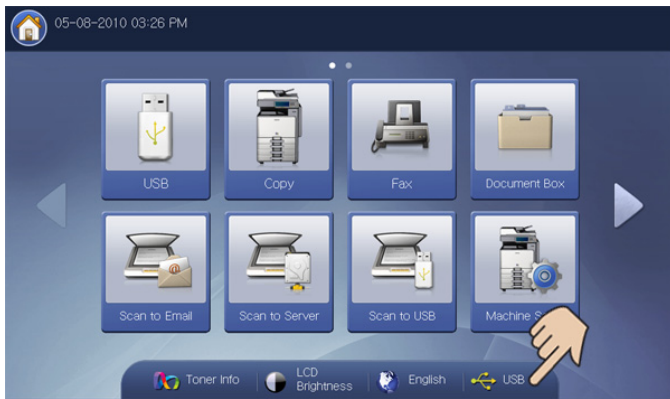 05-08-2010 03:26 PM
USB
Copy
Fax
Document Box
Scan to Email
Scan to Server
Scan to USB
Machine
Toner Info
LCD
Brightness
English
USB